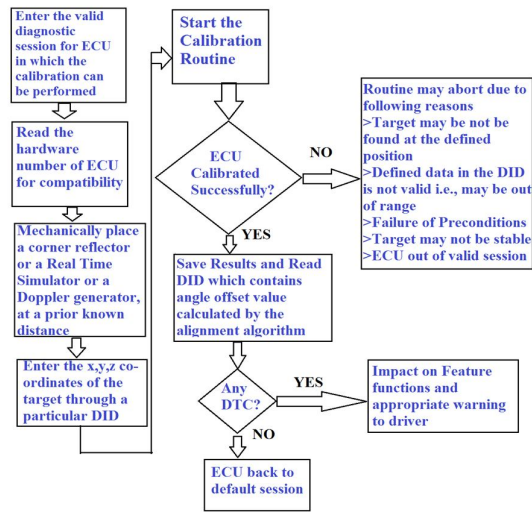 Enter the valid
diagnostic
session for ECU
in which the
calibration can
be performed
Read the
hardware
number of ECU
for compatibility
Mechanically place
a corner reflector
or a Real Time
Simulator or a
Doppler generator,
at a prior known
distance
Enter the x,y,z co-
ordinates of the
target through a
particular DID
Start the
Calibration
Routine
ECU
Calibrated
Successfully?
NO
Routine may abort due to
following reasons
>Target may be not be
found at the defined
position
>Defined data in the DID
is not valid i.e., may be out
of range
>Failure of Preconditions
>Target may not be stable
>ECU out of valid session
YES
Save Results and Read
DID which contains
angle offset value
calculated by the
alignment algorithm
Any
DTC?
YES
Impact on Feature
functions and
appropriate warning
to driver
NO
ECU back to
default session